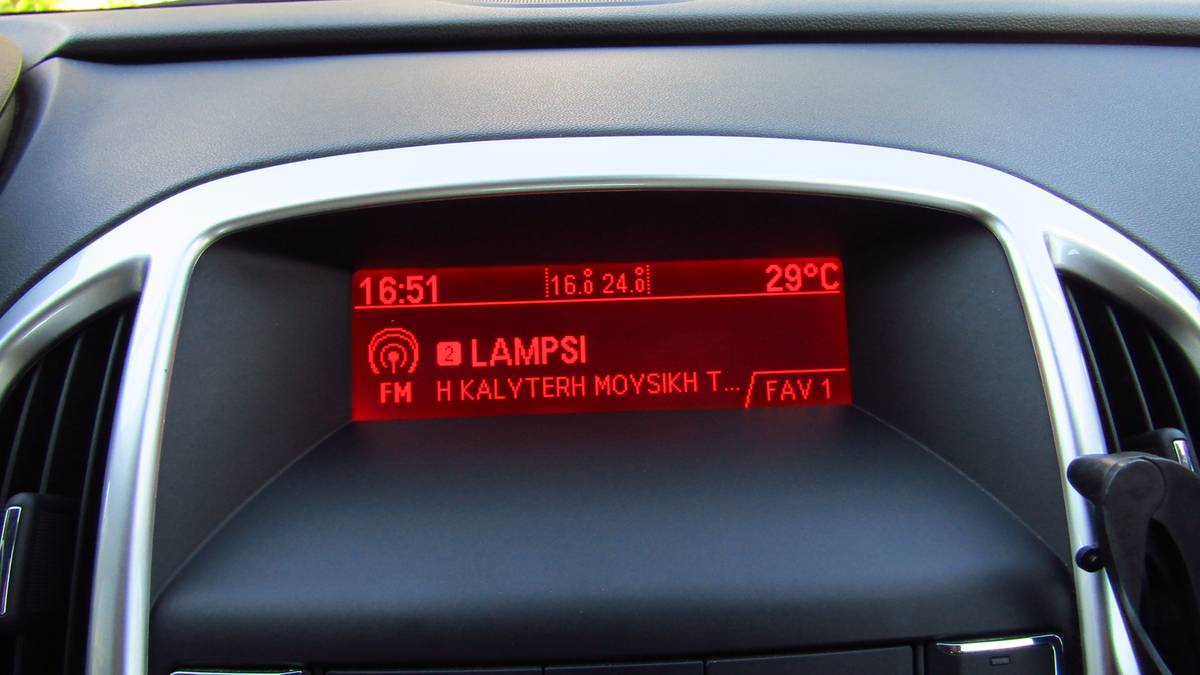 16:51 16.0 24.0 29°C
2 LAMPSI
FM H KALYTERH MOYSIKH T... FAV 1